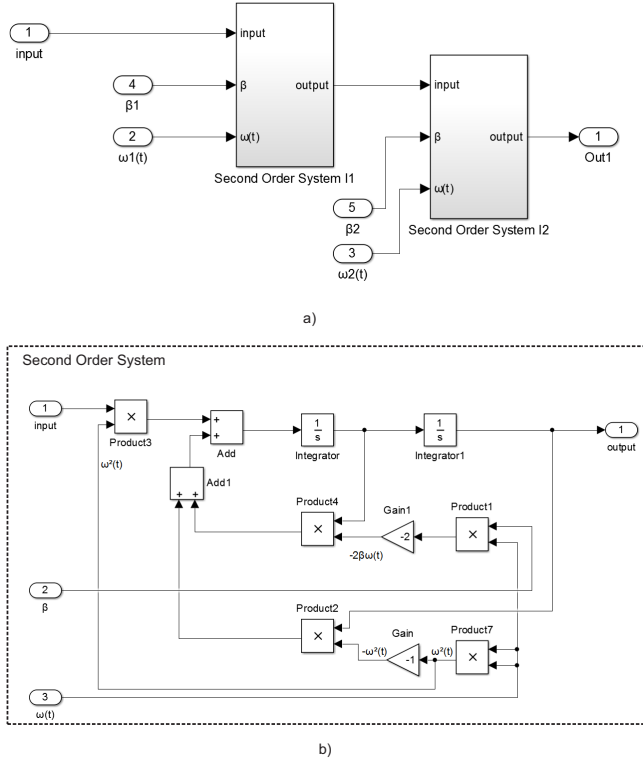 1
input
input
4
β1
β
output
2
ω1(t)
ω(t)
Second Order System I1
input
5
β2
β
output
1
Out1
3
ω2(t)
ω(t)
Second Order System I2
a)
Second Order System
1
input
×
Product3
ω²(t)
+
+
Add
1
s
Integrator
1
s
Integrator1
1
output
+ +
Add1
Product4
×
Gain1
-2
-2βω(t)
Product1
×
2
β
Product2
×
-ω²(t)
Gain
-1
ω²(t)
Product7
×
3
ω(t)
b)